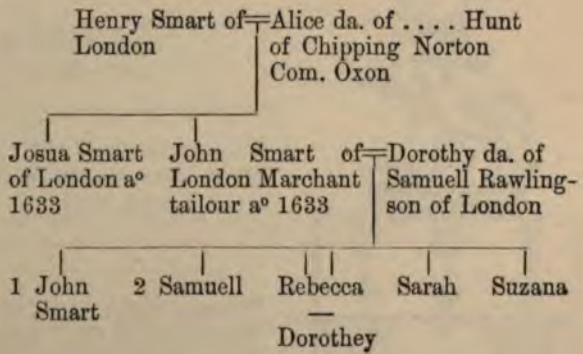 Henry Smart of
London
Alice da. of .... Hunt
of Chipping Norton
Com. Oxon
Josua Smart
of London aº
1633
John Smart of
London Marchant
tailour aº 1633
Dorothy da. of
Samuell Rawling-
son of London
1 John
Smart
2 Samuell
Rebecca
Dorothey
Sarah
Suzana